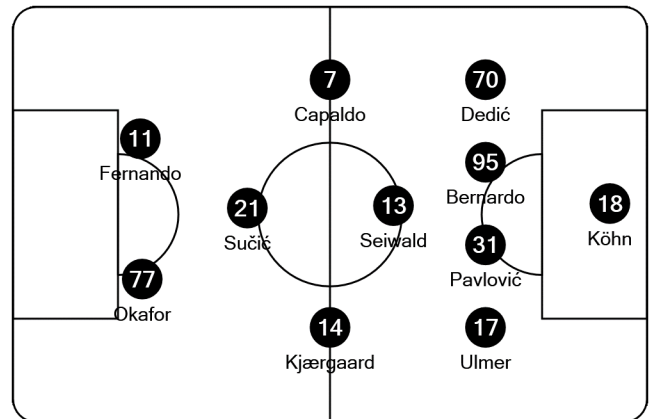 7
Capaldo
70
Dedić
11
Fernando
95
Bernardo
21
Sučić
13
Seiwald
18
Köhn
31
Pavlović
77
Okafor
14
Kjærgaard
17
Ulmer